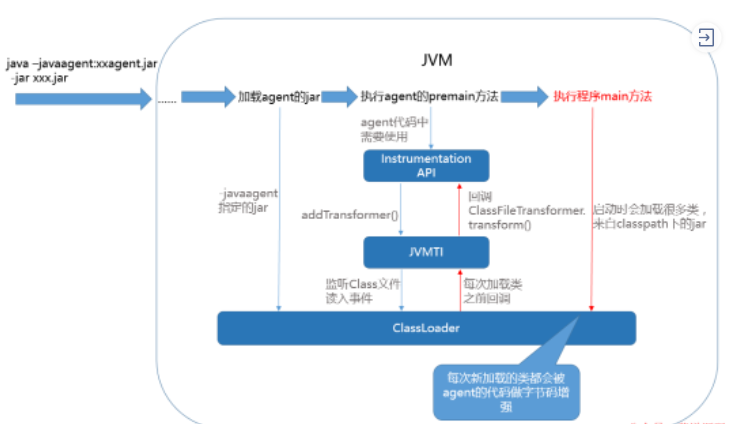 JVM
java –javaagent:xxagent.jar
-jar xxx.jar
......
加载agent的jar
执行agent的premain方法
执行程序main方法
agent代码中
需要使用
Instrumentation
API
-javaagent
指定的jar
addTransformer()
回调
ClassFileTransformer.
transform()
启动时会加载很多类，
来自classpath下的jar
JVMTI
监听Class文件
读入事件
每次加载类
之前回调
ClassLoader
每次新加载的类都会被
agent的代码做字节码增
强